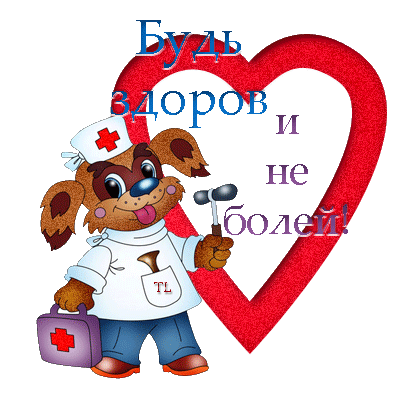 Будь
здоров
и
не
болей!
TL